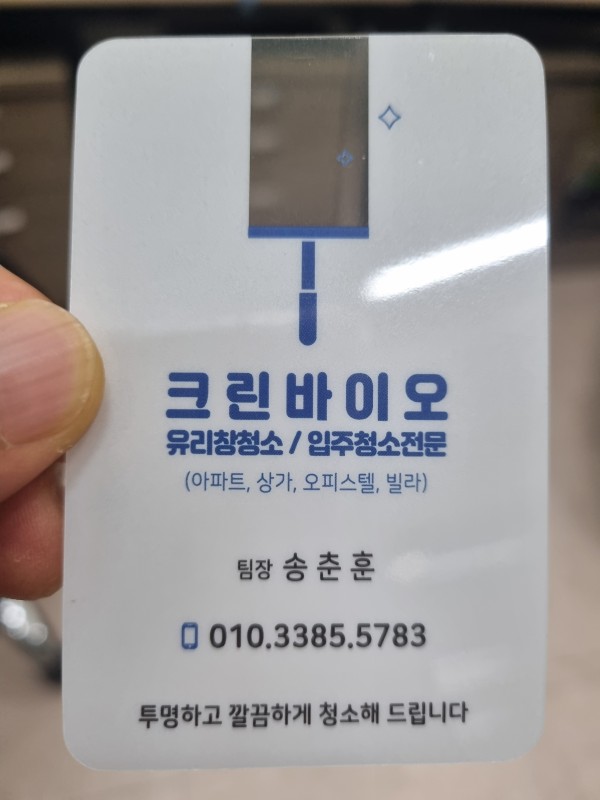 크린바이오
유리창청소 / 입주청소전문
(아파트, 상가, 오피스텔, 빌라)
팀장 송춘훈
010.3385.5783
투명하고 깔끔하게 청소해 드립니다